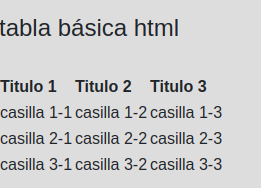 tabla básica html
Titulo 1 Titulo 2 Titulo 3
casilla 1-1 casilla 1-2 casilla 1-3
casilla 2-1 casilla 2-2 casilla 2-3
casilla 3-1 casilla 3-2 casilla 3-3